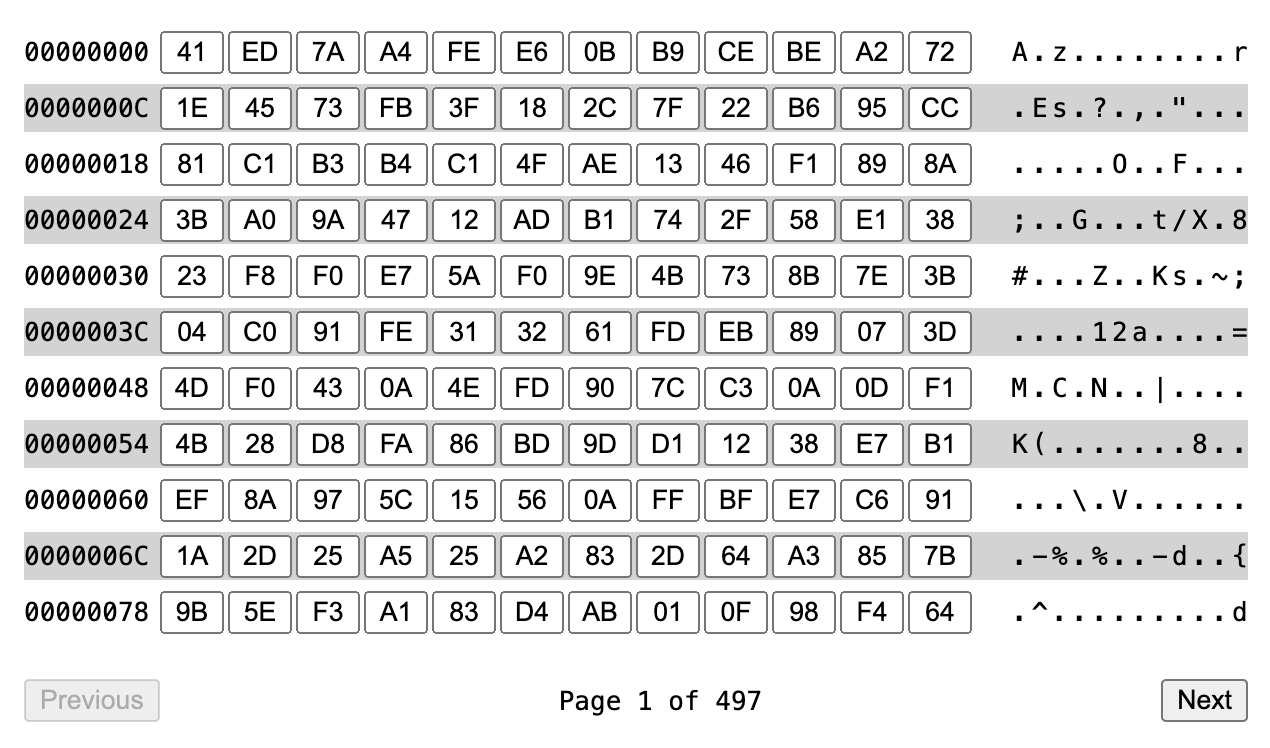 00000000 41 ED 7A A4 FE E6 0B B9 CE BE A2 72 A.z........r
0000000C 1E 45 73 FB 3F 18 2C 7F 22 B6 95 CC .Es.?.,."...
00000018 81 C1 B3 B4 C1 4F AE 13 46 F1 89 8A .....O..F...
00000024 3B A0 9A 47 12 AD B1 74 2F 58 E1 38 ;..G...t/X.8
00000030 23 F8 F0 E7 5A F0 9E 4B 73 8B 7E 3B #...Z..Ks.~;
0000003C 04 C0 91 FE 31 32 61 FD EB 89 07 3D ....12a....=
00000048 4D F0 43 0A 4E FD 90 7C C3 0A 0D F1 M.C.N..|....
00000054 4B 28 D8 FA 86 BD 9D D1 12 38 E7 B1 K(.......8..
00000060 EF 8A 97 5C 15 56 0A FF BF E7 C6 91 ...\.V......
0000006C 1A 2D 25 A5 25 A2 83 2D 64 A3 85 7B .-%.%..-d..{
00000078 9B 5E F3 A1 83 D4 AB 01 0F 98 F4 64 .^.........d
Previous Page 1 of 497 Next